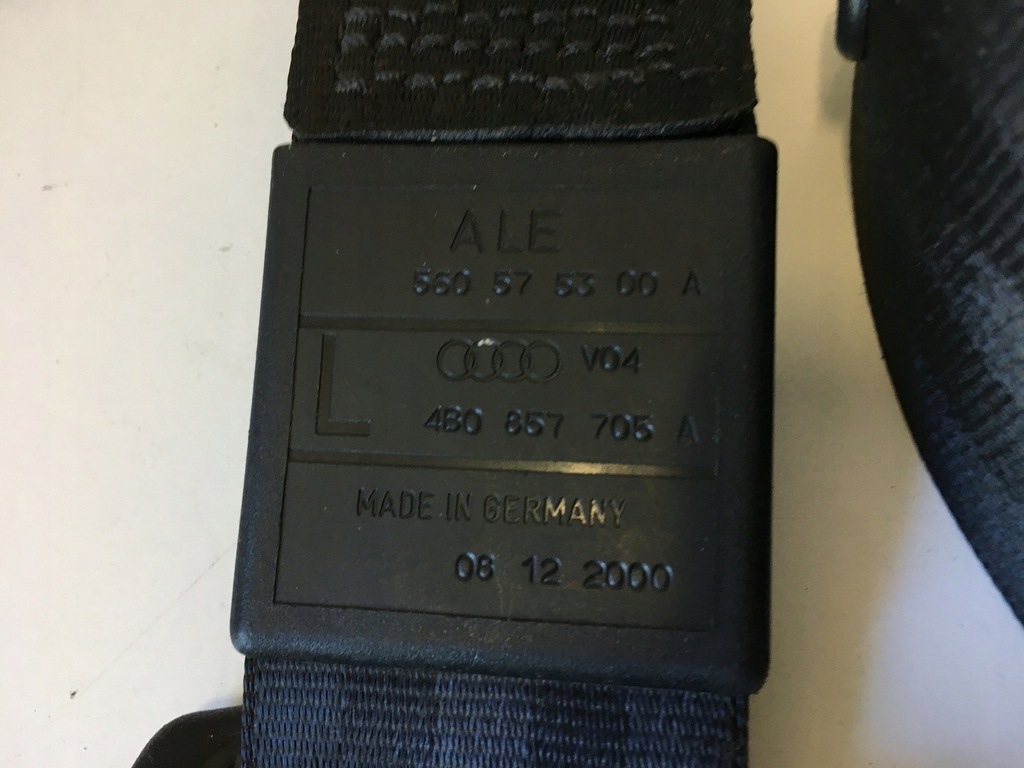 ALE
560 57 53 00 A
L
V04
4B0 857 705 A
MADE IN GERMANY
08 12 2000